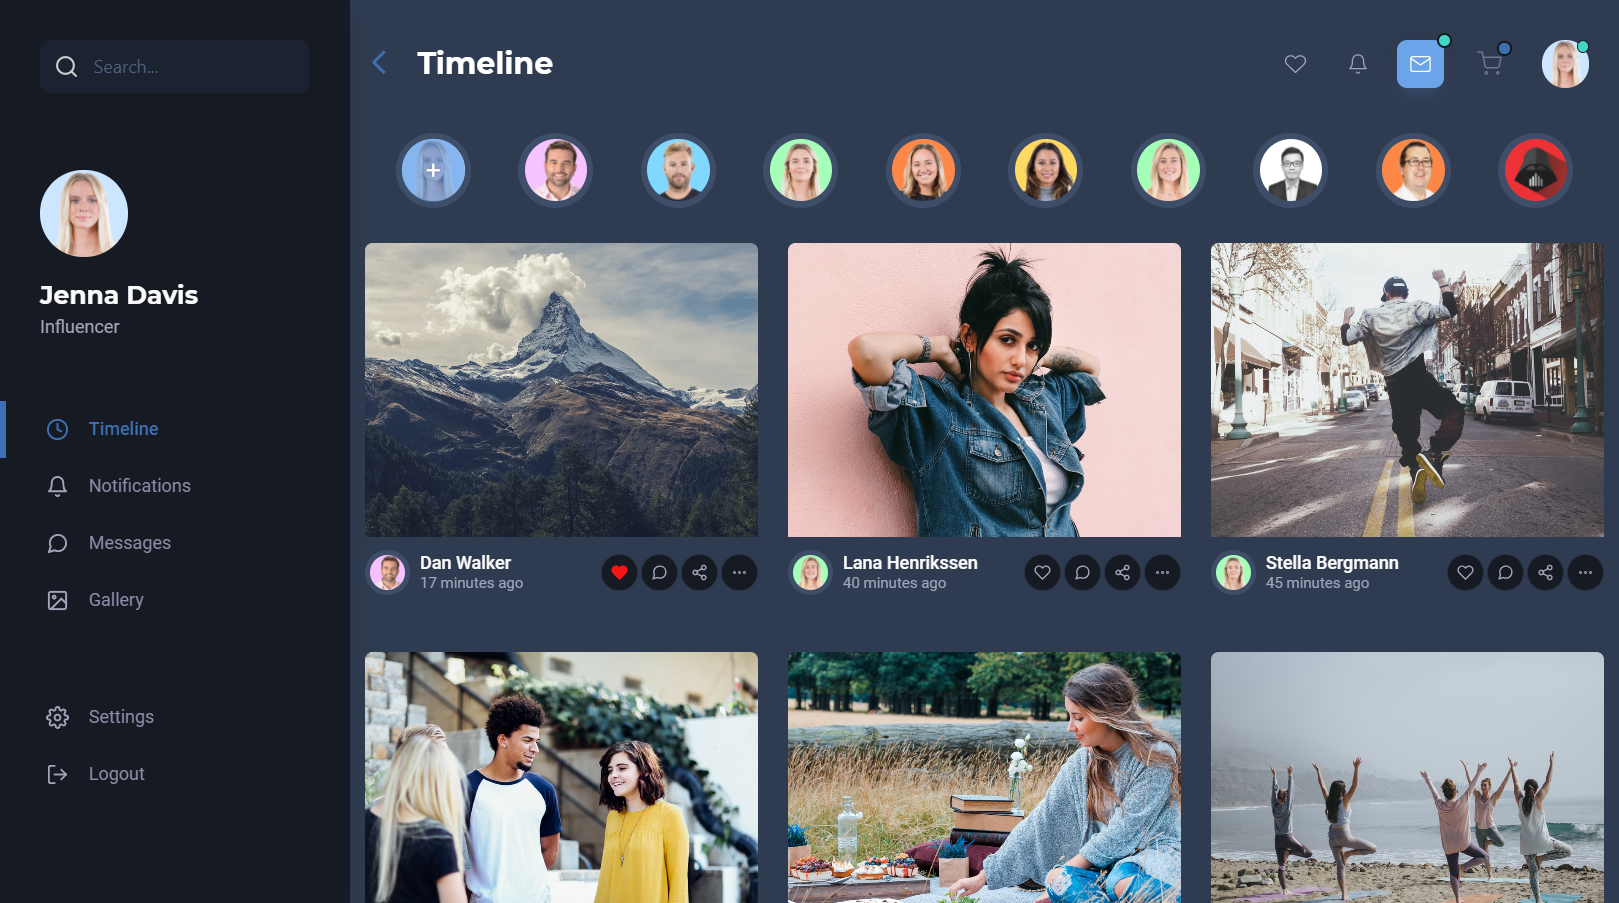 Search...
Timeline
Jenna Davis
Influencer
Timeline
Notifications
Messages
Gallery
Settings
Logout
Dan Walker
17 minutes ago
Lana Henrikssen
40 minutes ago
Stella Bergmann
45 minutes ago